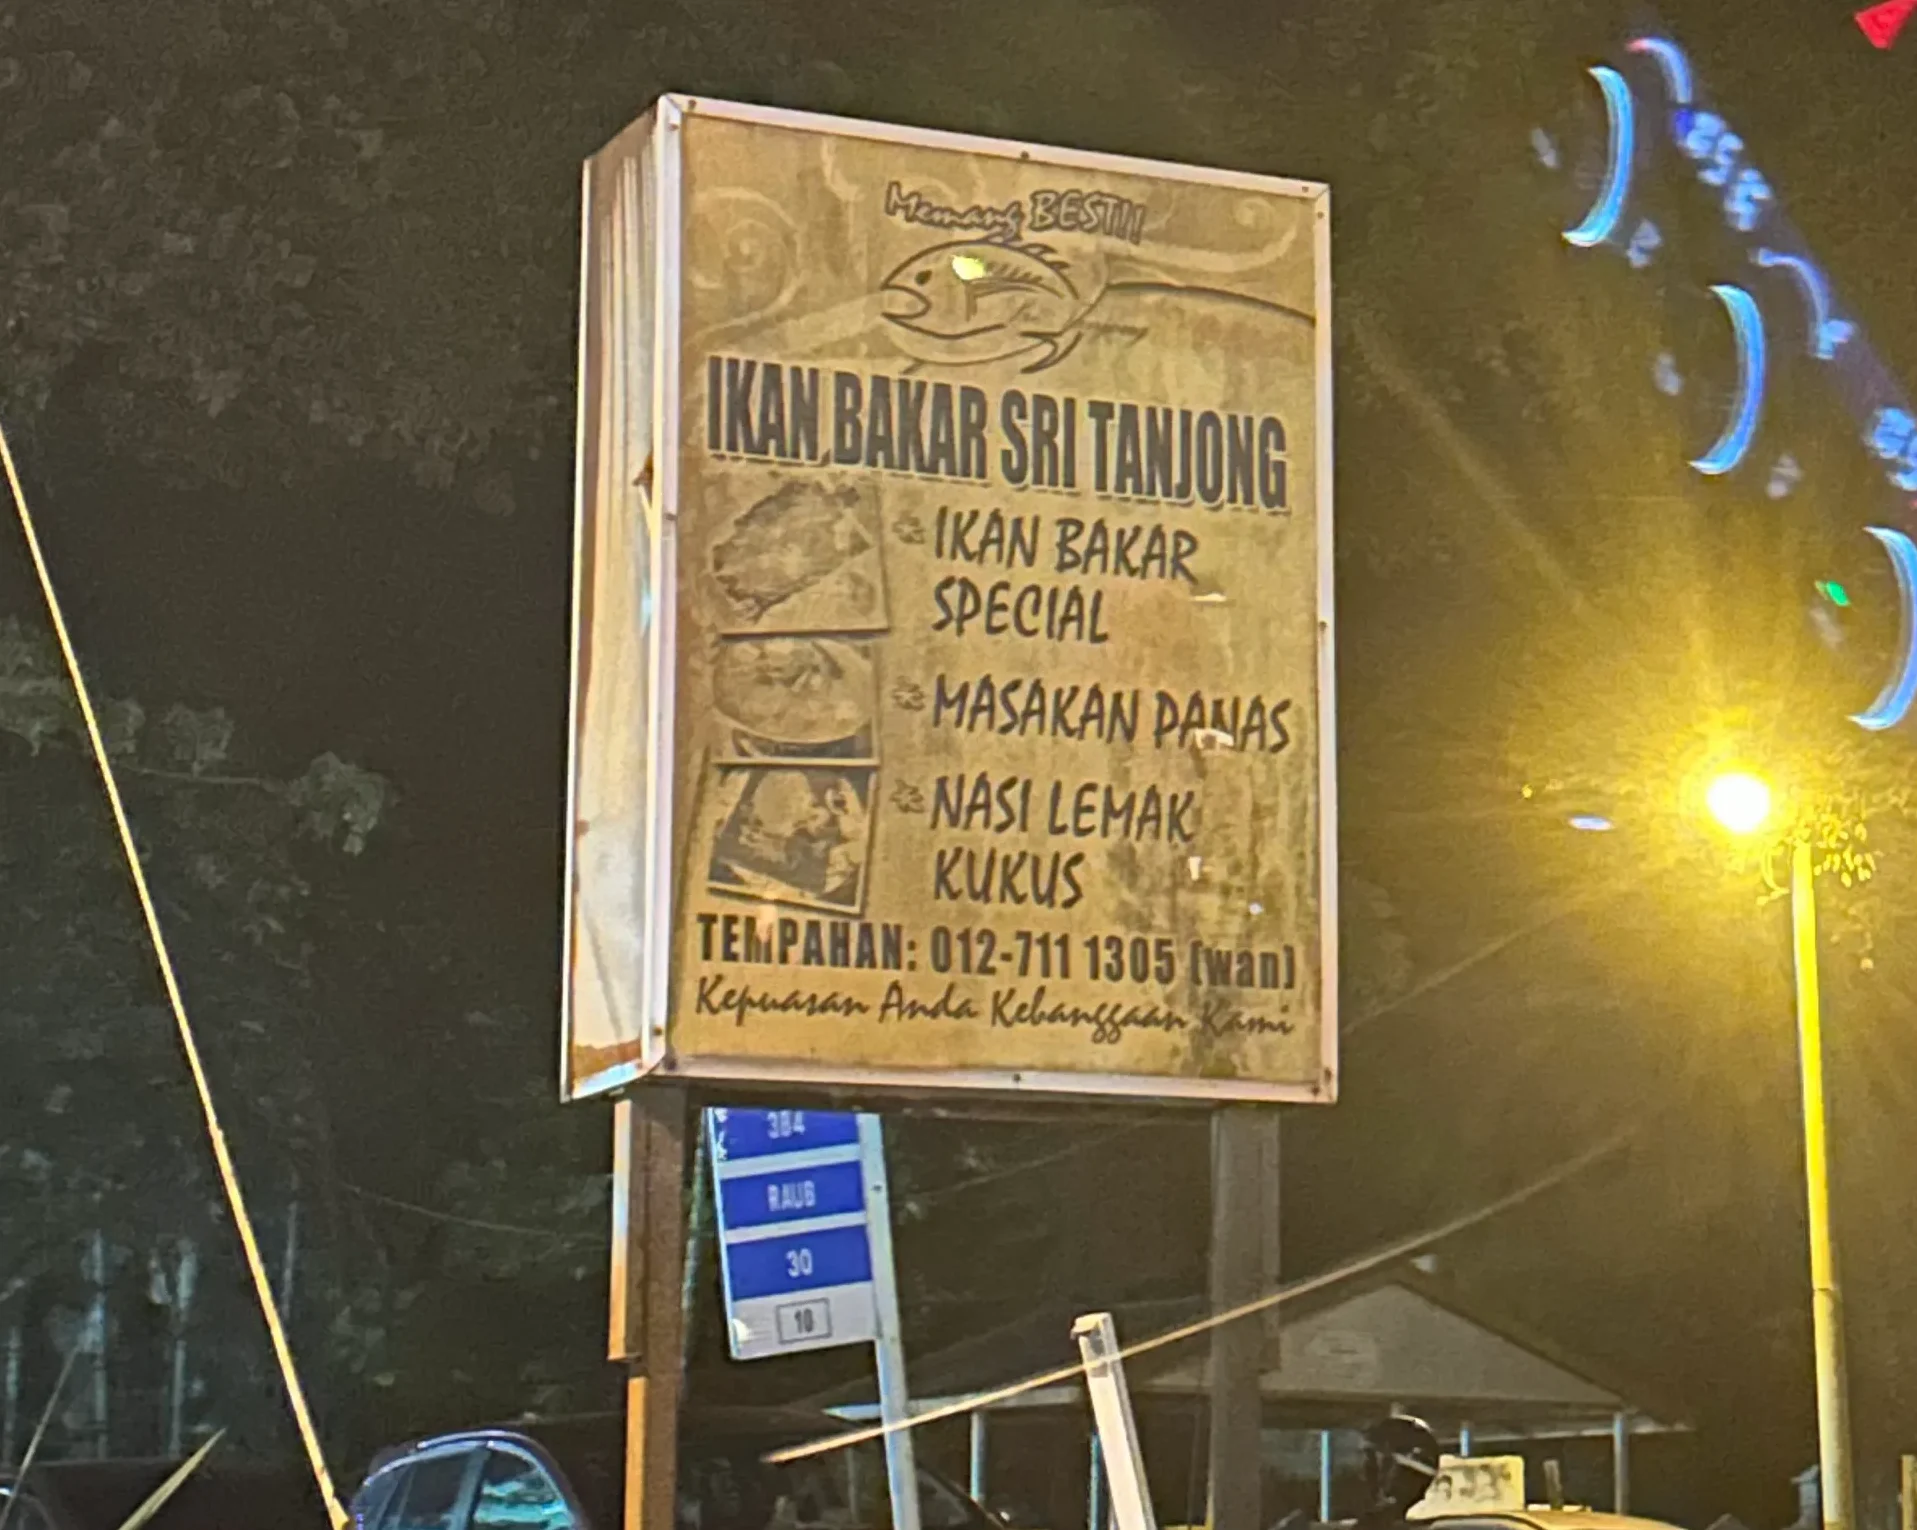 Memang BEST!!
IKAN BAKAR SRI TANJONG
IKAN BAKAR
SPECIAL
MASAKAN PANAS
NASI LEMAK
KUKUS
TEMPAHAN: 012-711 1305 (wan)
Kepuasan Anda Kebanggaan Kami
RAUB
30
10